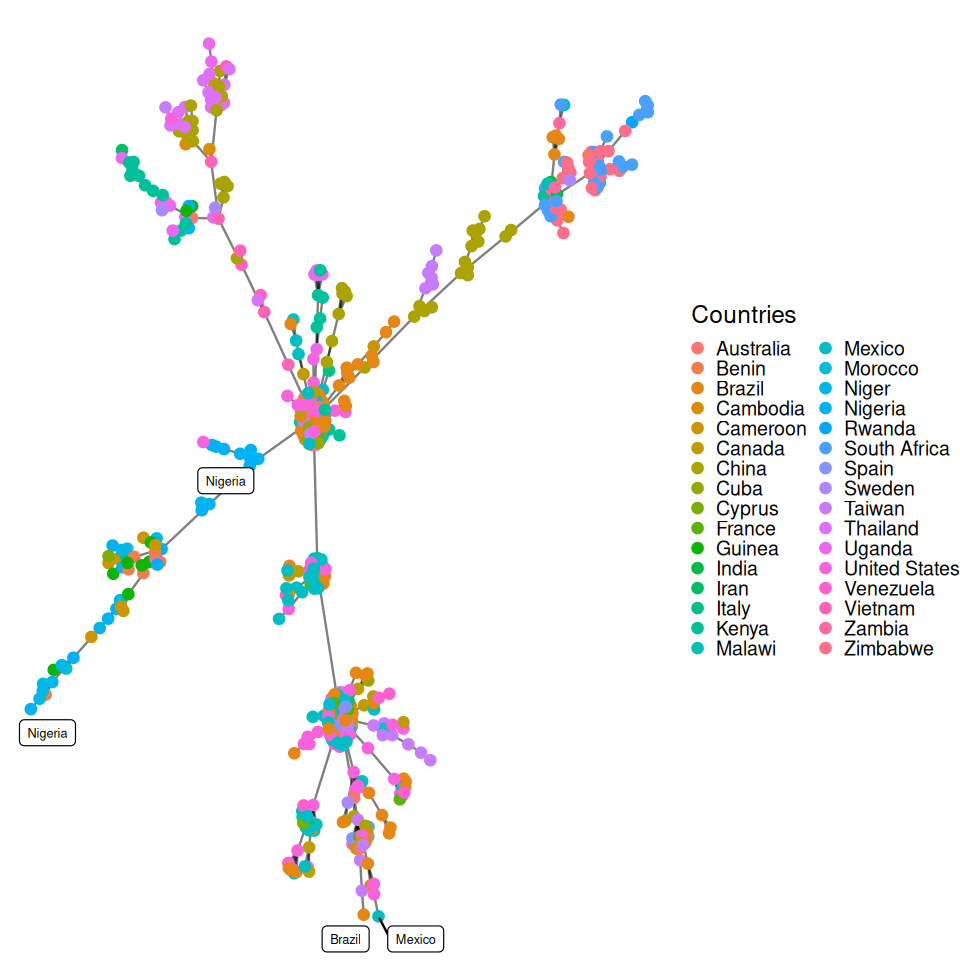 Countries
Australia
Benin
Brazil
Cambodia
Cameroon
Canada
China
Cuba
Cyprus
France
Guinea
India
Iran
Italy
Kenya
Malawi
Mexico
Morocco
Niger
Nigeria
Rwanda
South Africa
Spain
Sweden
Taiwan
Thailand
Uganda
United States
Venezuela
Vietnam
Zambia
Zimbabwe
Nigeria
Nigeria
Brazil
Mexico